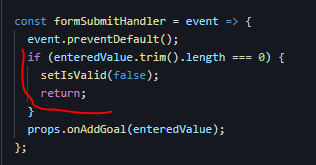 const formSubmitHandler = event => {
event.preventDefault();
if (enteredValue.trim().length === 0) {
setIsValid(false);
return;
}
props.onAddGoal(enteredValue);
};